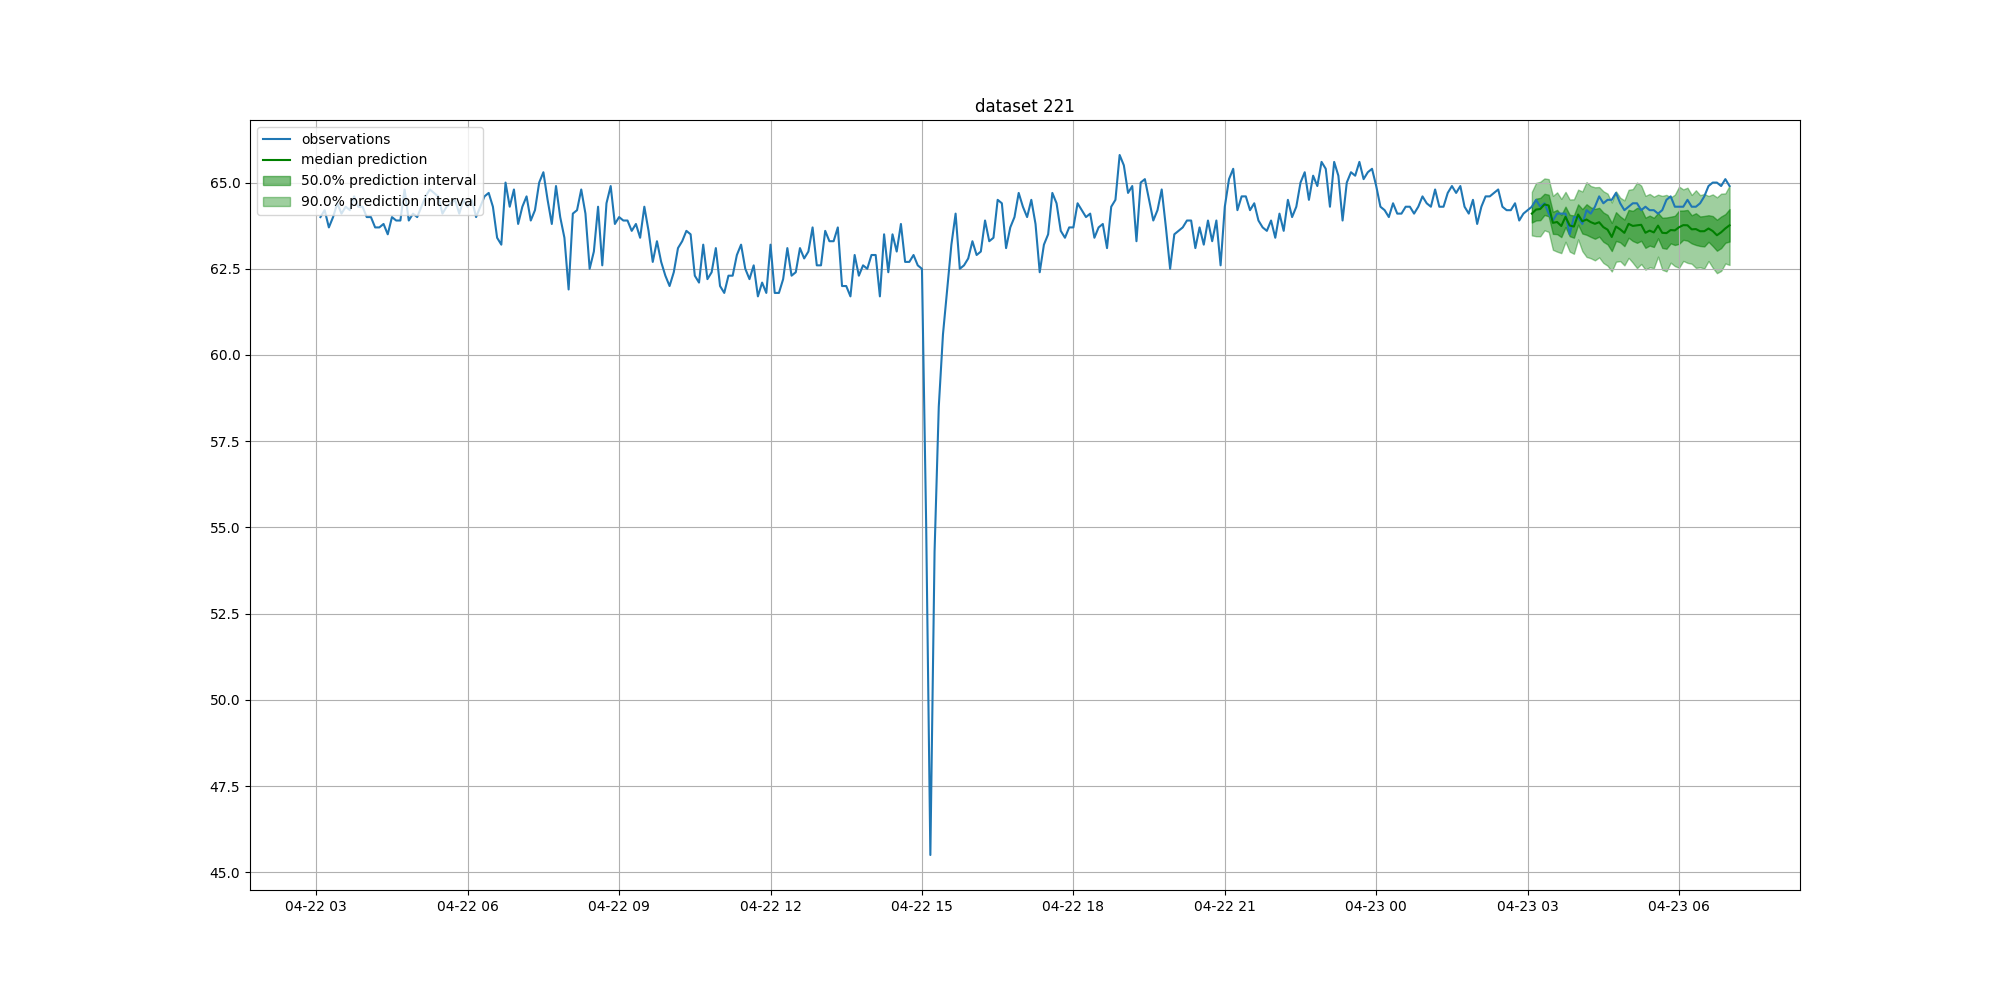 dataset 221
observations
median prediction
50.0% prediction interval
90.0% prediction interval
65.0
62.5
60.0
57.5
55.0
52.5
50.0
47.5
45.0
04-22 03 04-22 06 04-22 09 04-22 12 04-22 15 04-22 18 04-22 21 04-23 00 04-23 03 04-23 06